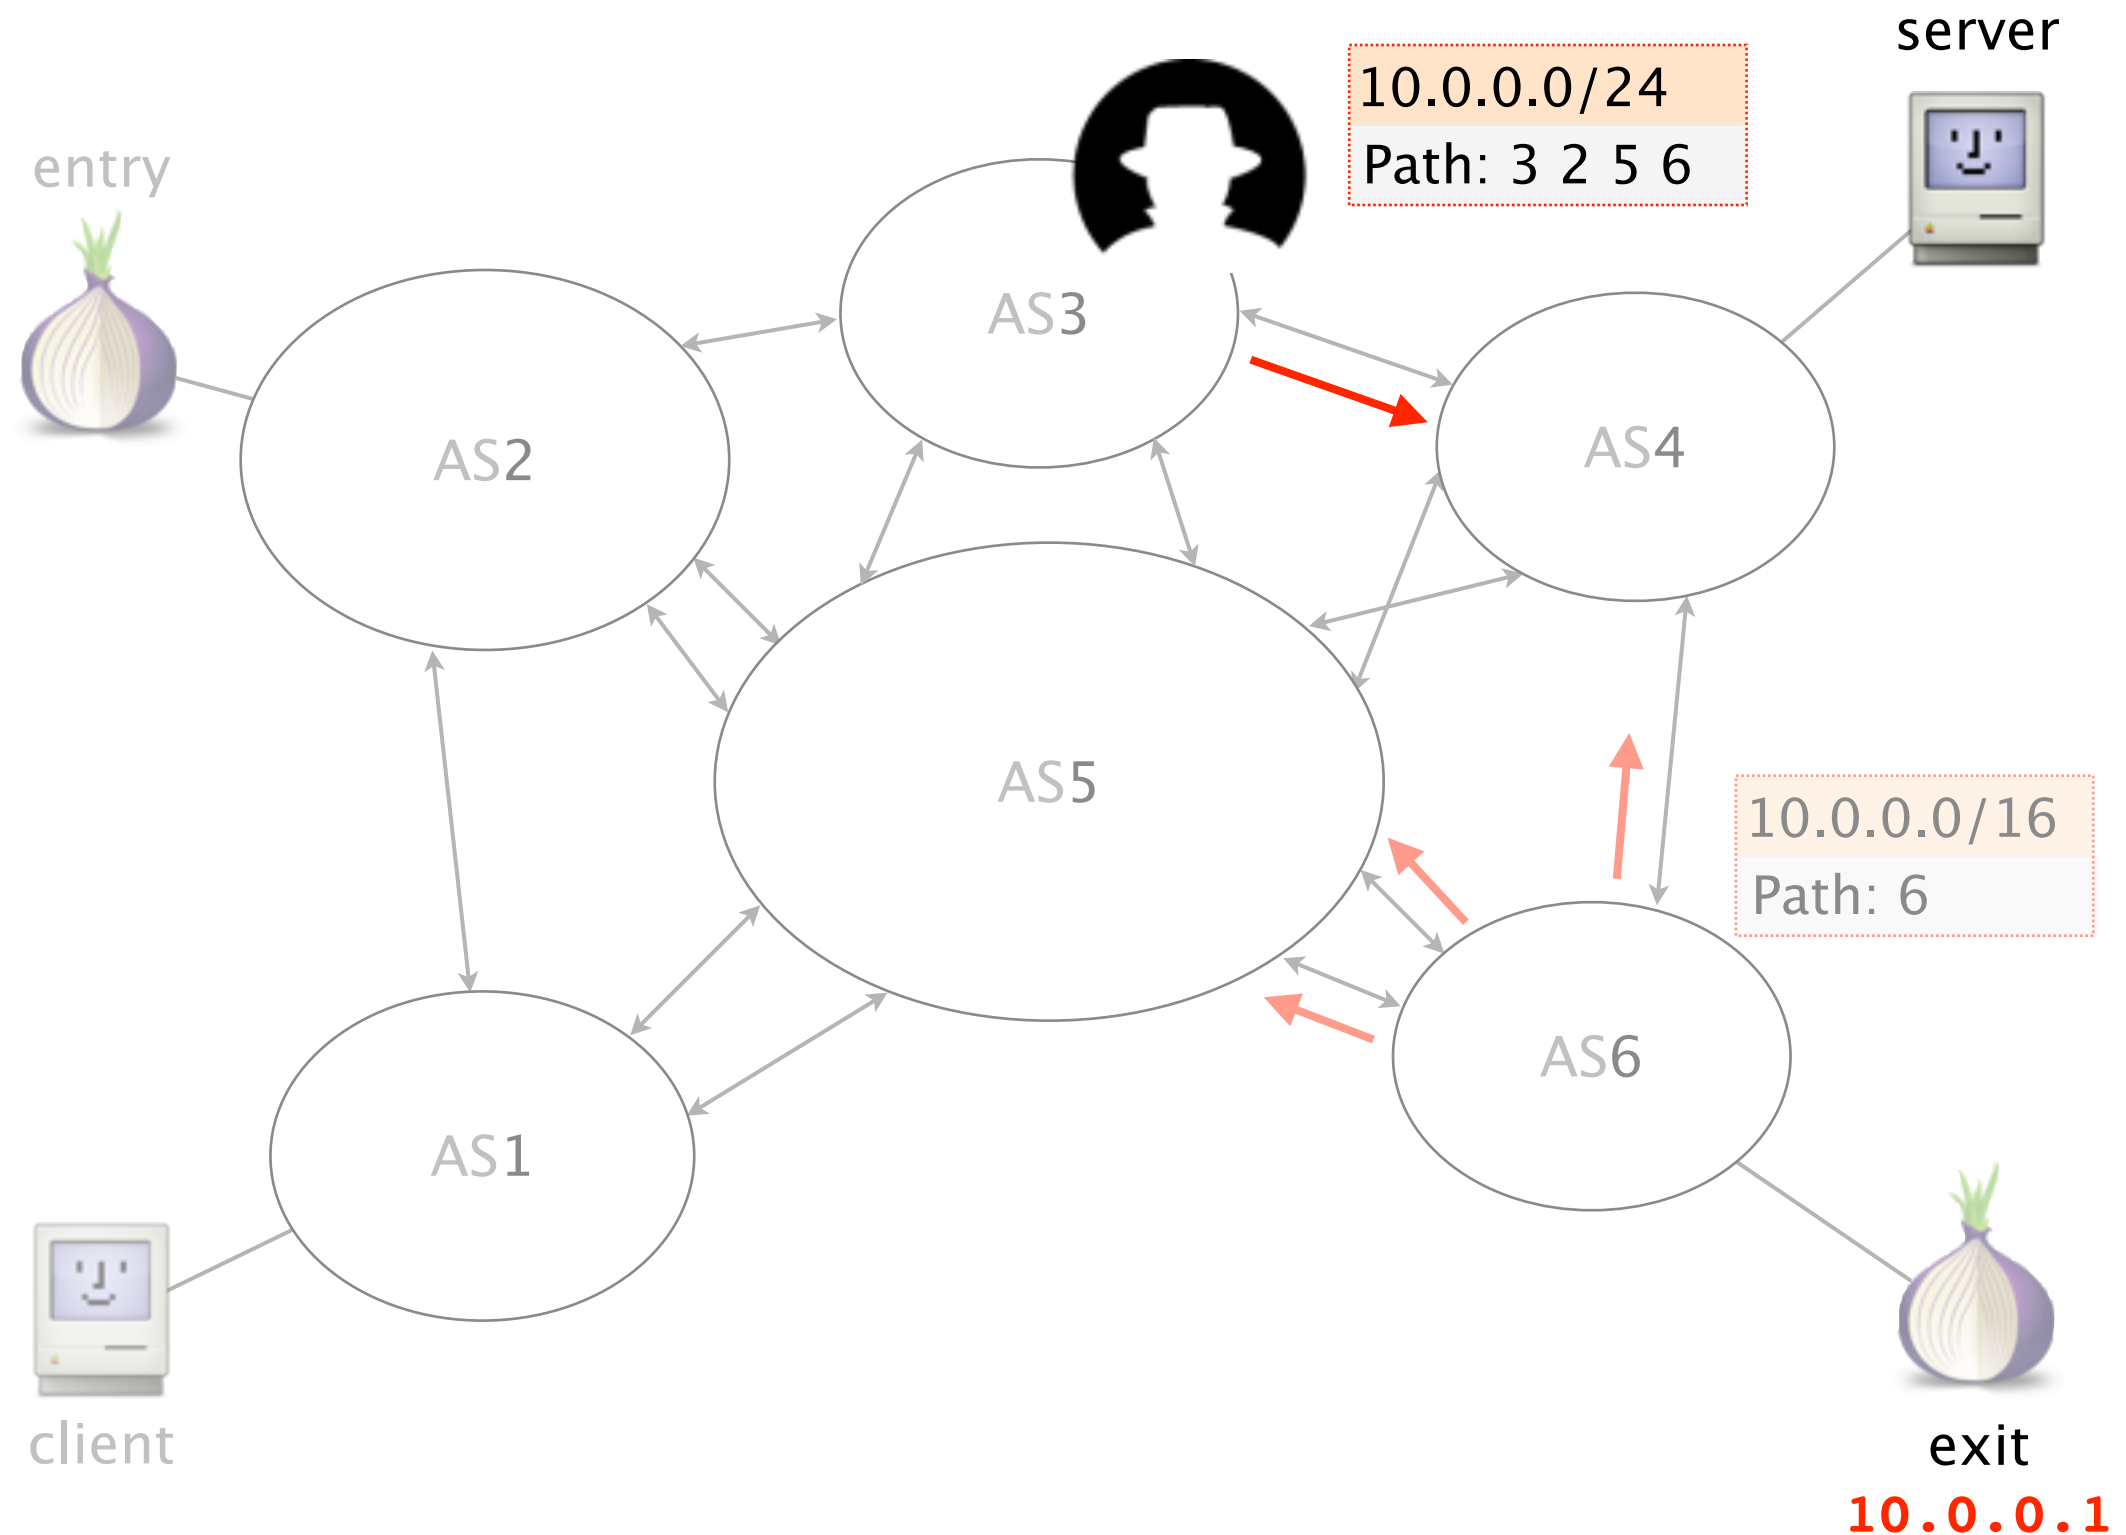 server
10.0.0.0/24
Path: 3 2 5 6
entry
AS3
AS4
AS2
AS5
10.0.0.0/16
Path: 6
AS6
AS1
client
exit
10.0.0.1